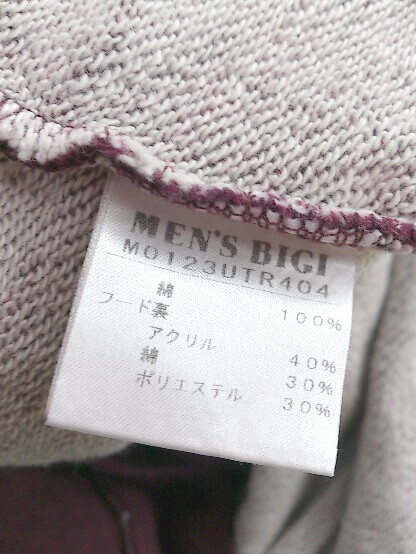 MEN'S BIGI
M0123UTR404
綿 100%
フード裏
アクリル 40%
綿 30%
ポリエステル 30%